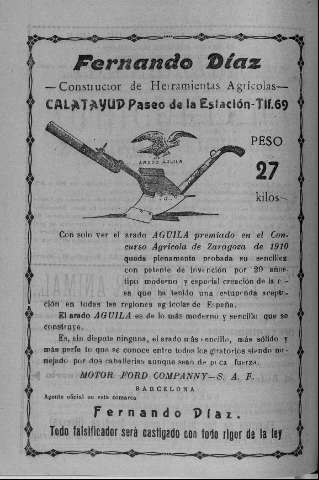 Fernando Díaz
—Constructor de Herramientas Agrícolas—
CALATAYUD Paseo de la Estación-Tlf. 69
ARADO AGUILA
PESO
27
kilos
Con solo ver el arado AGUILA premiado en el Con-
curso Agrícola de Zaragoza de 1910
queda plenamente probada su sencillez
con patente de invención por 20 años,
tipo moderno y especial creación de la
que ha tenido una estupenda acepta-
ción en todas las regiones agrícolas de España.
El arado AGUILA es de lo más moderno y sencillo que se
construye.
Es, sin disputa ninguna, el arado más sencillo, más sólido y
más perfecto que se conoce entre todos los giratorios siendo ma-
nejado por dos caballerías aunque sean de poca fuerza.
MOTOR FORD COMPANNY—S. A. F.
BARCELONA
Agente oficial en esta comarca
Fernando Díaz.
Todo falsificador será castigado con todo rigor de la ley